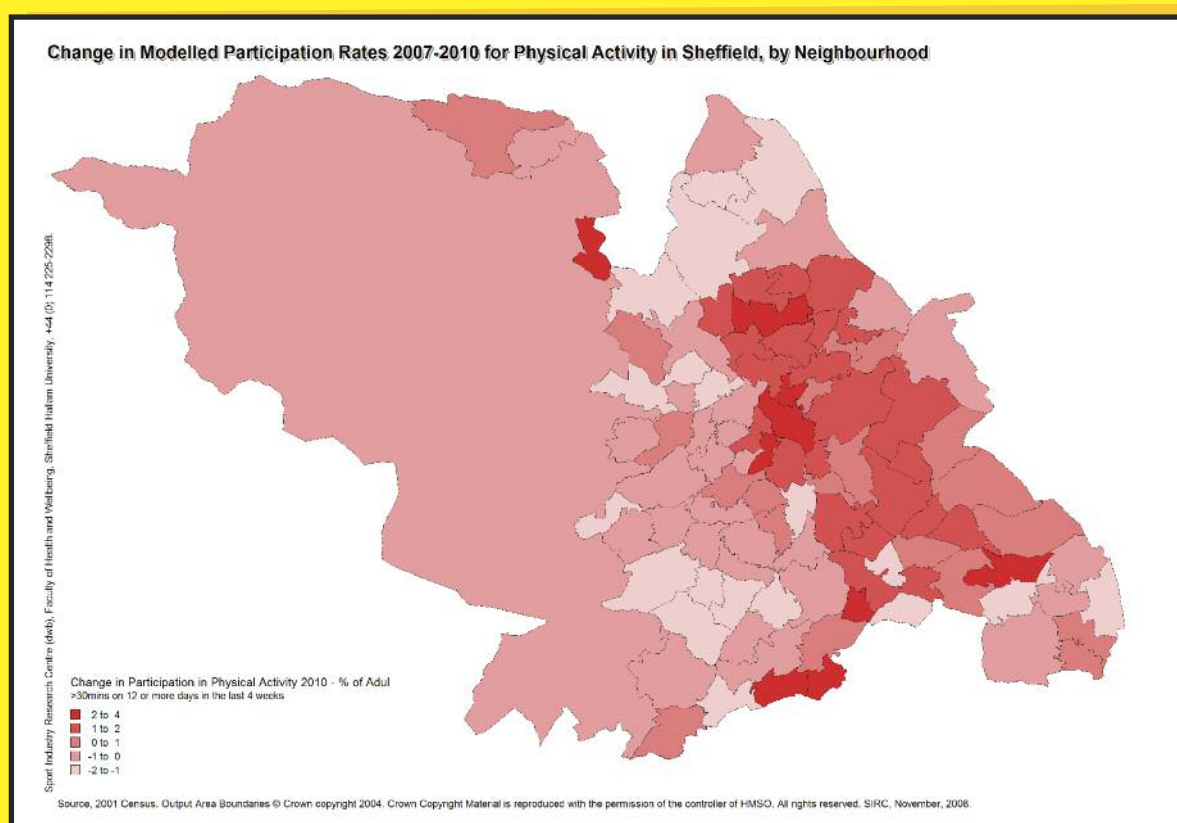 Change in Modelled Participation Rates 2007-2010 for Physical Activity in Sheffield, by Neighbourhood
Sport Industry Research Centre (dwb), Faculty of Health and Wellbeing, Sheffield Hallam University. +44 (0) 114 225-2298.
Change in Participation in Physical Activity 2010 - % of Adul
>30mins on 12 or more days in the last 4 weeks
2 to 4
1 to 2
0 to 1
-1 to 0
-2 to -1
Source, 2001 Census, Output Area Boundaries © Crown copyright 2004. Crown Copyright Material is reproduced with the permission of the controller of HMSO. All rights reserved. SIRC, November, 2008.